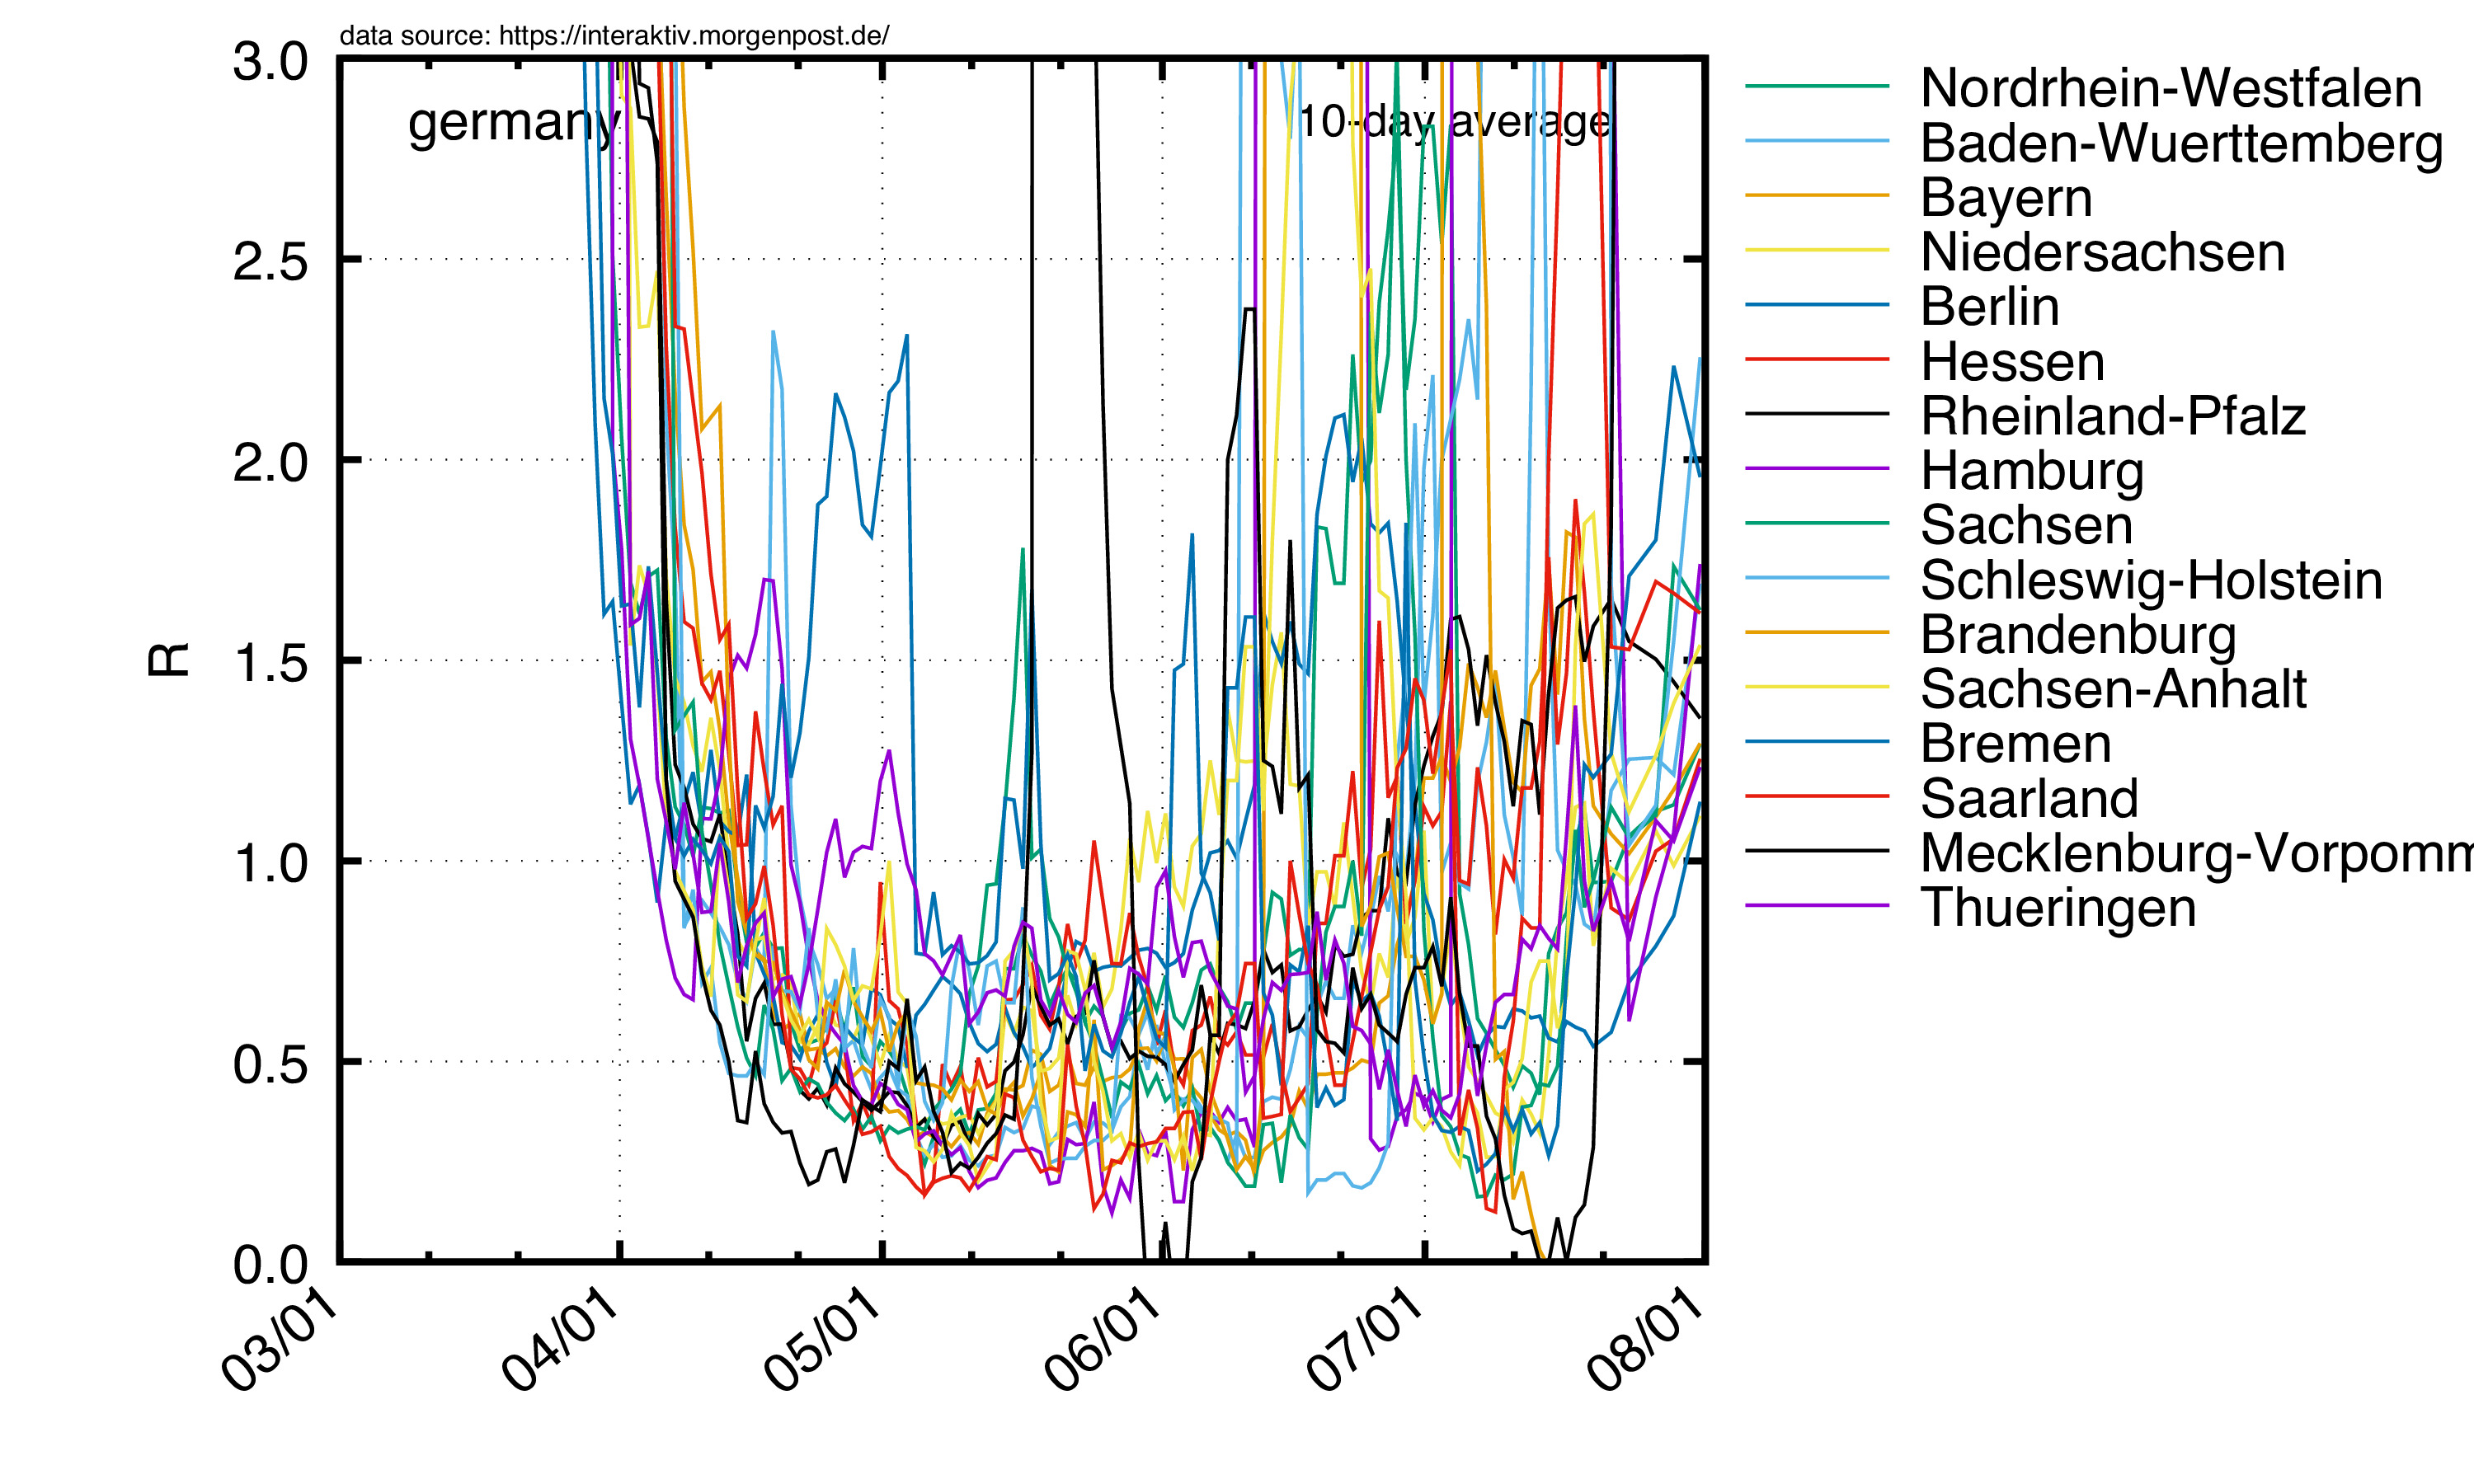 data source: https://interaktiv.morgenpost.de/
germany
10-day average
3.0
2.5
2.0
1.5
1.0
0.5
0.0
R
03/01
04/01
05/01
06/01
07/01
08/01
Nordrhein-Westfalen
Baden-Wuerttemberg
Bayern
Niedersachsen
Berlin
Hessen
Rheinland-Pfalz
Hamburg
Sachsen
Schleswig-Holstein
Brandenburg
Sachsen-Anhalt
Bremen
Saarland
Mecklenburg-Vorpomm
Thueringen